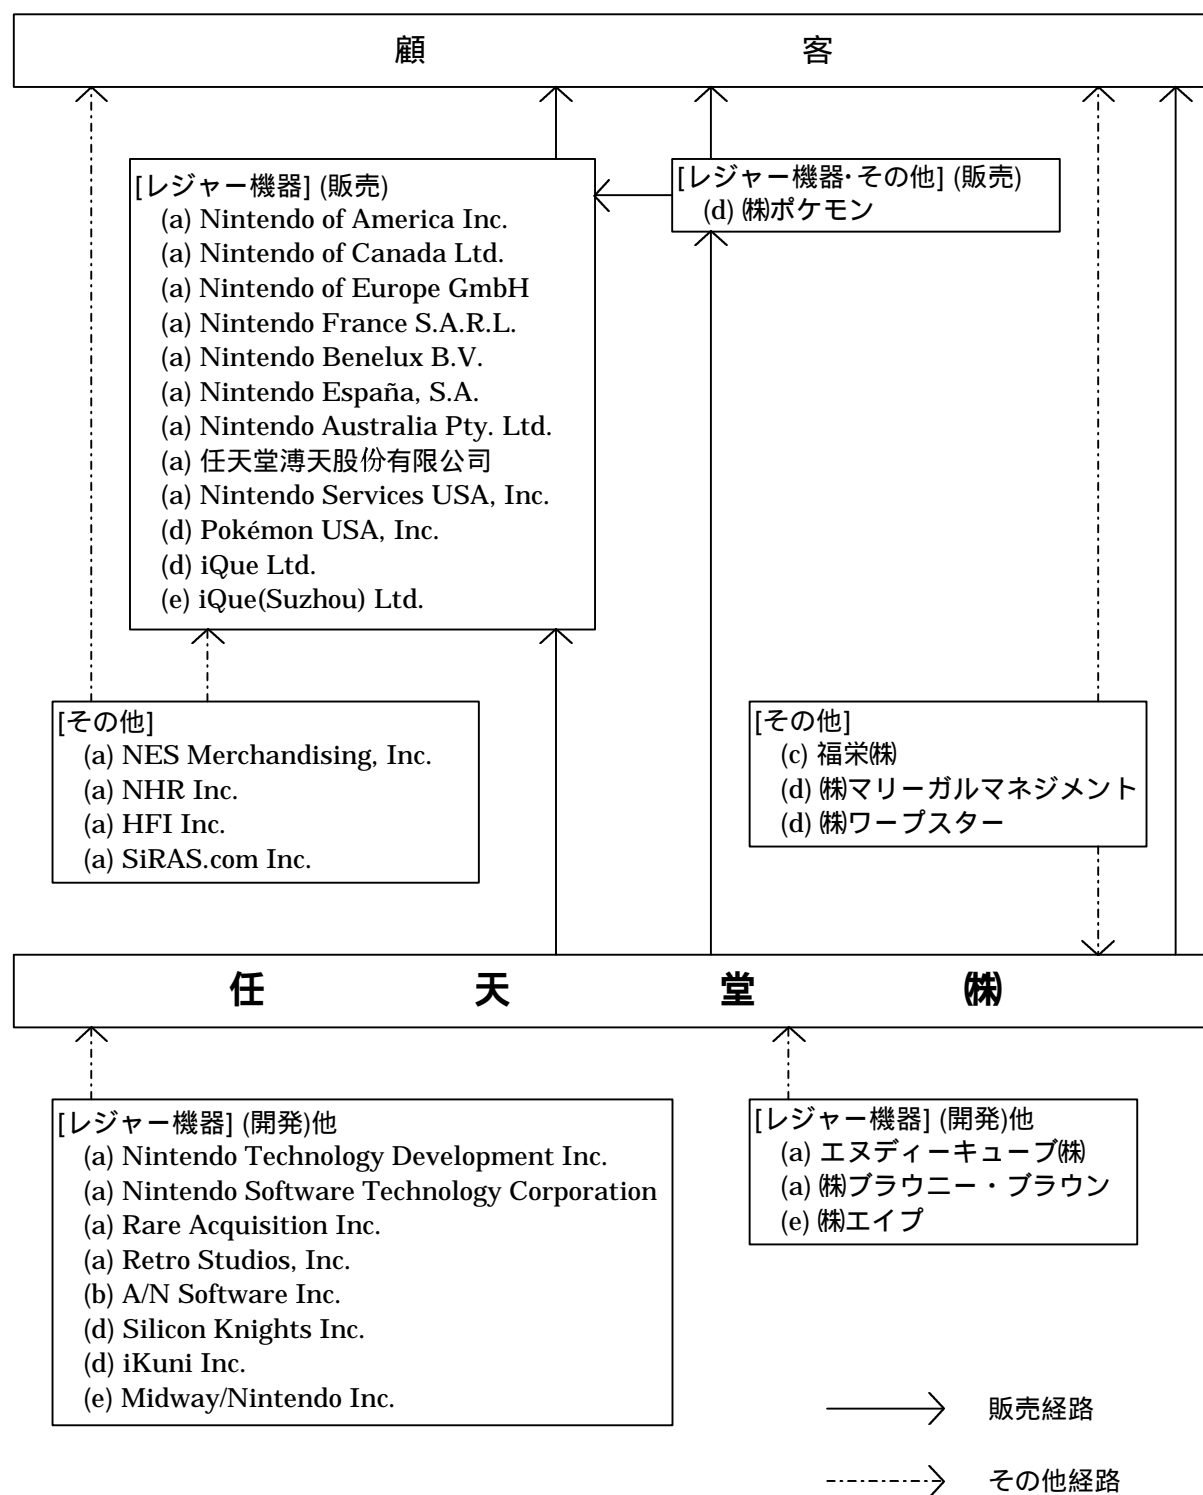 顧客
[レジャー機器] (販売)
(a) Nintendo of America Inc.
(a) Nintendo of Canada Ltd.
(a) Nintendo of Europe GmbH
(a) Nintendo France S.A.R.L.
(a) Nintendo Benelux B.V.
(a) Nintendo España, S.A.
(a) Nintendo Australia Pty. Ltd.
(a) 任天堂溥天股份有限公司
(a) Nintendo Services USA, Inc.
(d) Pokémon USA, Inc.
(d) iQue Ltd.
(e) iQue(Suzhou) Ltd.
[レジャー機器・その他] (販売)
(d) ㈱ポケモン
[その他]
(a) NES Merchandising, Inc.
(a) NHR Inc.
(a) HFI Inc.
(a) SiRAS.com Inc.
[その他]
(c) 福栄㈱
(d) ㈱マリーガルマネジメント
(d) ㈱ワープスター
任天堂㈱
[レジャー機器] (開発)他
(a) Nintendo Technology Development Inc.
(a) Nintendo Software Technology Corporation
(a) Rare Acquisition Inc.
(a) Retro Studios, Inc.
(b) A/N Software Inc.
(d) Silicon Knights Inc.
(d) iKuni Inc.
(e) Midway/Nintendo Inc.
[レジャー機器] (開発)他
(a) エヌディーキューブ㈱
(a) ㈱ブラウニー・ブラウン
(e) ㈱エイプ
販売経路
その他経路